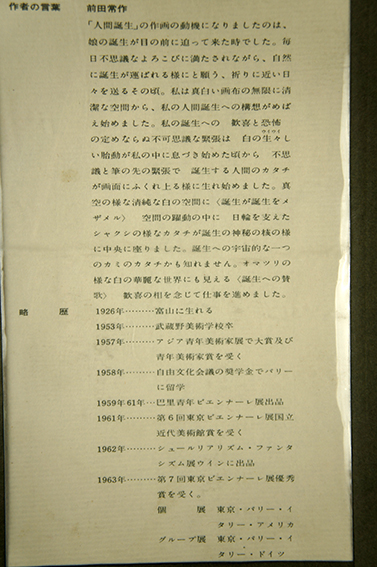 作者の言葉　前田常作
「人間誕生」の作画の動機になりましたのは、
娘の誕生が目の前に迫って来た時でした。毎
日不思議なよろこびに満たされながら、自然
に誕生が運ばれる様にと願う、祈りに近い日
々を送るその頃。私は真白い画布の無限に清
潔な空間から、私の人間誕生への構想がめば
え始めました。私の誕生への　歓喜と恐怖
の定めならぬ不可思議な緊張は　白の生々し
い胎動が私の中に息づき始めた頃から　不思
議と筆の先の緊張で　誕生する人間のカタチ
が画面にふくれ上る様に生れ始めました。真
空の様な清純な白の空間に〈誕生が誕生をメ
ザメル〉　空間の躍動の中に　日輪を支えた
シャクシの様なカタチが誕生の神秘の核の様
に中央に座りました。誕生への宇宙的な一つ
のカミのカタチかも知れません。オマツリの
様な白の華麗な世界にも見える〈誕生への賛
歌〉　歓喜の相を念じて仕事を進めました。
略　歴　1926年………富山に生れる
1953年………武蔵野美術学校卒
1957年………アジア青年美術家展で大賞及び
青年美術家賞を受く
1958年………自由文化会議の奨学金でパリー
に留学
1959年61年…巴里青年ビエンナーレ展出品
1961年………第6回東京ビエンナーレ展国立
近代美術館賞を受く
1962年………シュールリアリズム・ファンタ
シズム展ウインに出品
1963年………第7回東京ビエンナーレ展優秀
賞を受く。
個　展　東京・パリー・イ
タリー・アメリカ
グループ展　東京・パリー・イ
タリー・ドイツ